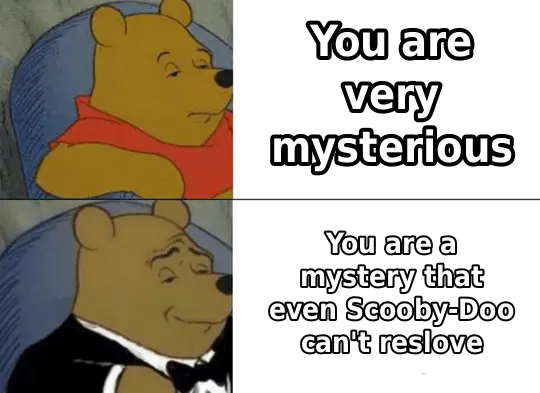 You are
very
mysterious
You are a
mystery that
even Scooby-Doo
can't reslove